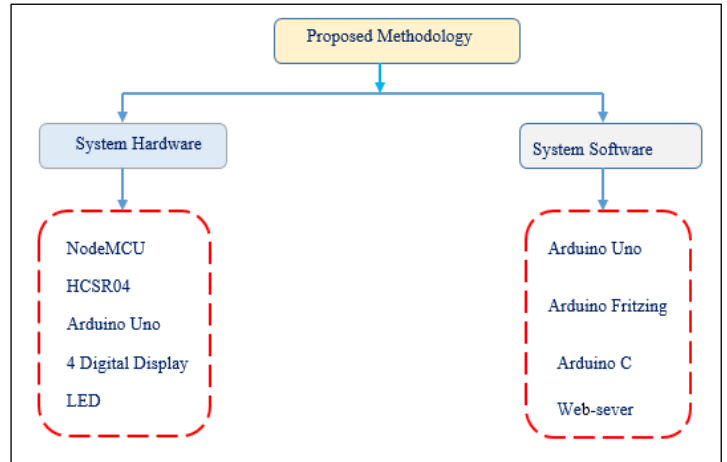 Proposed Methodology
System Hardware
System Software
NodeMCU
HCSR04
Arduino Uno
4 Digital Display
LED
Arduino Uno
Arduino Fritzing
Arduino C
Web-sever